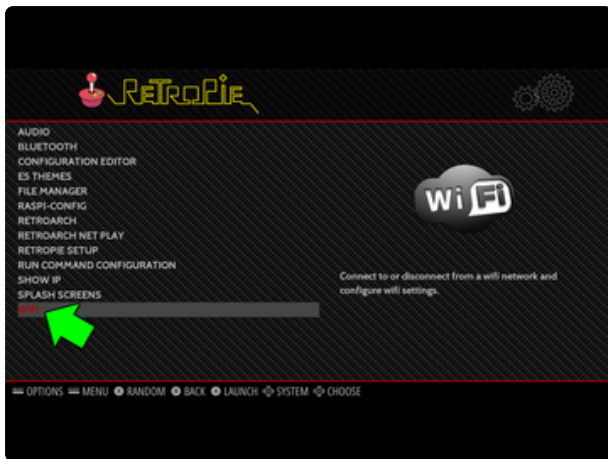 RETROPIE
AUDIO
BLUETOOTH
CONFIGURATION EDITOR
ES THEMES
FILE MANAGER
RASPI-CONFIG
RETROARCH
RETROARCH NET PLAY
RETROPIE SETUP
RUN COMMAND CONFIGURATION
SHOW IP
SPLASH SCREENS
WIFI
Wi Fi
Connect to or disconnect from a wifi network and
configure wifi settings.
OPTIONS MENU RANDOM BACK LAUNCH SYSTEM CHOOSE